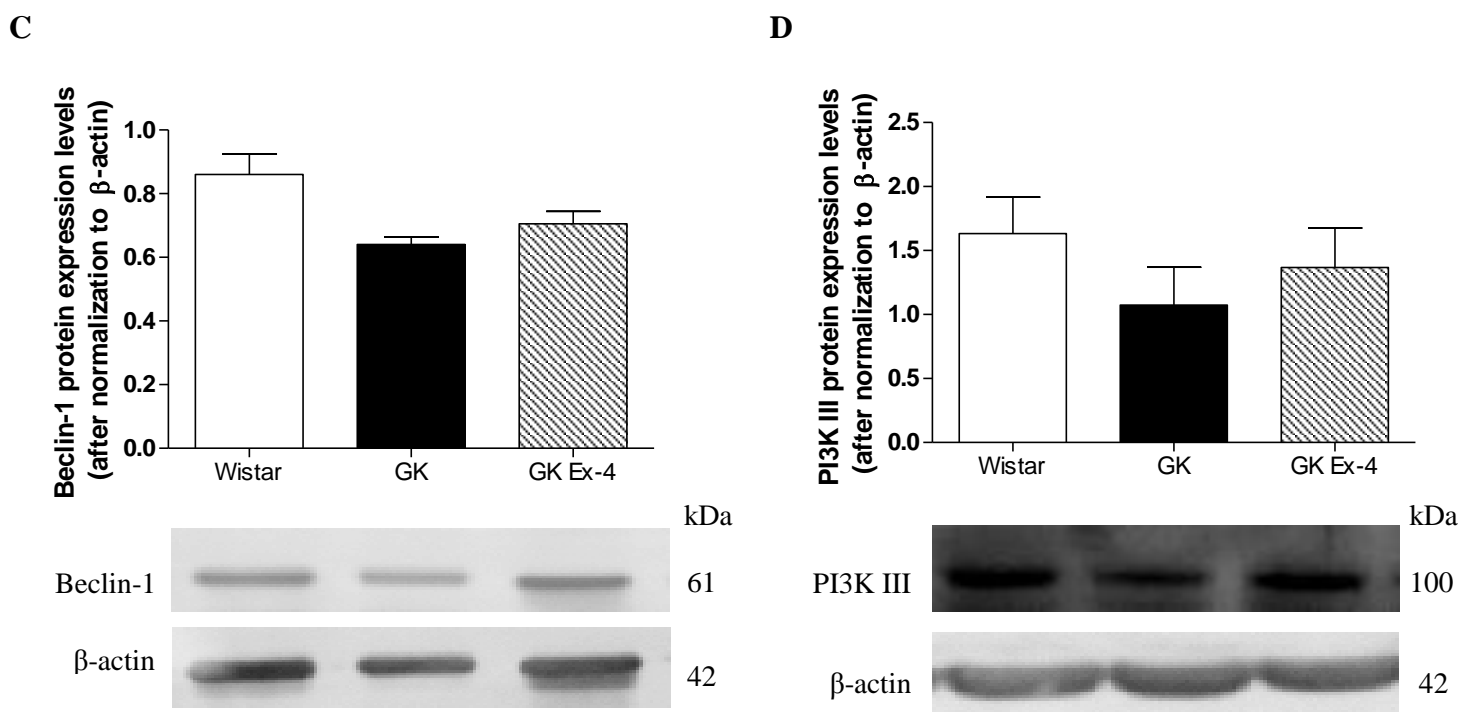 C
Beclin-1 protein expression levels
(after normalization to β-actin)
1.0
0.8
0.6
0.4
0.2
0.0
Wistar
GK
GK Ex-4
kDa
Beclin-1
61
β-actin
42
D
PI3K III protein expression levels
(after normalization to β-actin)
2.5
2.0
1.5
1.0
0.5
0.0
Wistar
GK
GK Ex-4
kDa
PI3K III
100
β-actin
42